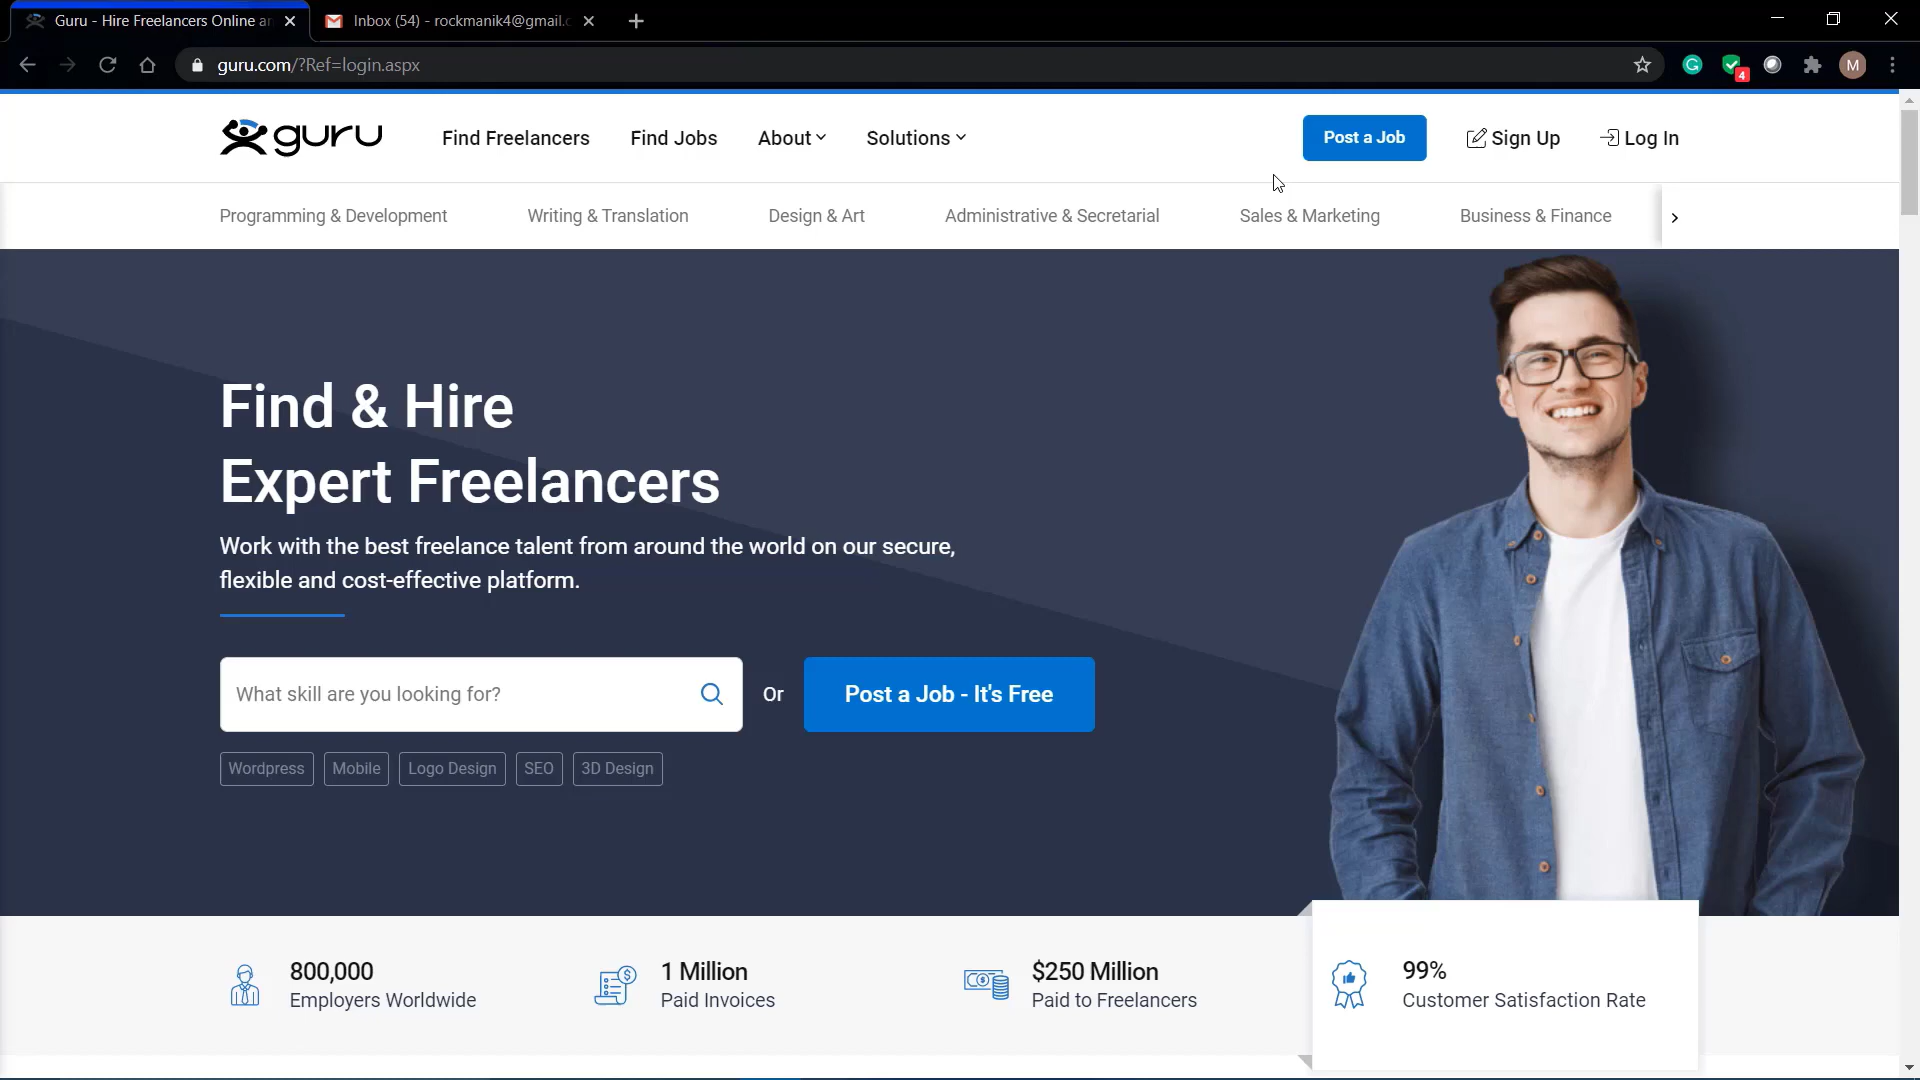 Guru - Hire Freelancers Online an
Inbox (54) - rockmanik4@gmail.c
guru.com/?Ref=login.aspx
4
M
guru
Find Freelancers
Find Jobs
About
Solutions
Post a Job
Sign Up
Log In
Programming & Development
Writing & Translation
Design & Art
Administrative & Secretarial
Sales & Marketing
Business & Finance
Find & Hire
Expert Freelancers
Work with the best freelance talent from around the world on our secure,
flexible and cost-effective platform.
What skill are you looking for?
Or
Post a Job - It's Free
Wordpress
Mobile
Logo Design
SEO
3D Design
800,000
Employers Worldwide
1 Million
Paid Invoices
$250 Million
Paid to Freelancers
99%
Customer Satisfaction Rate